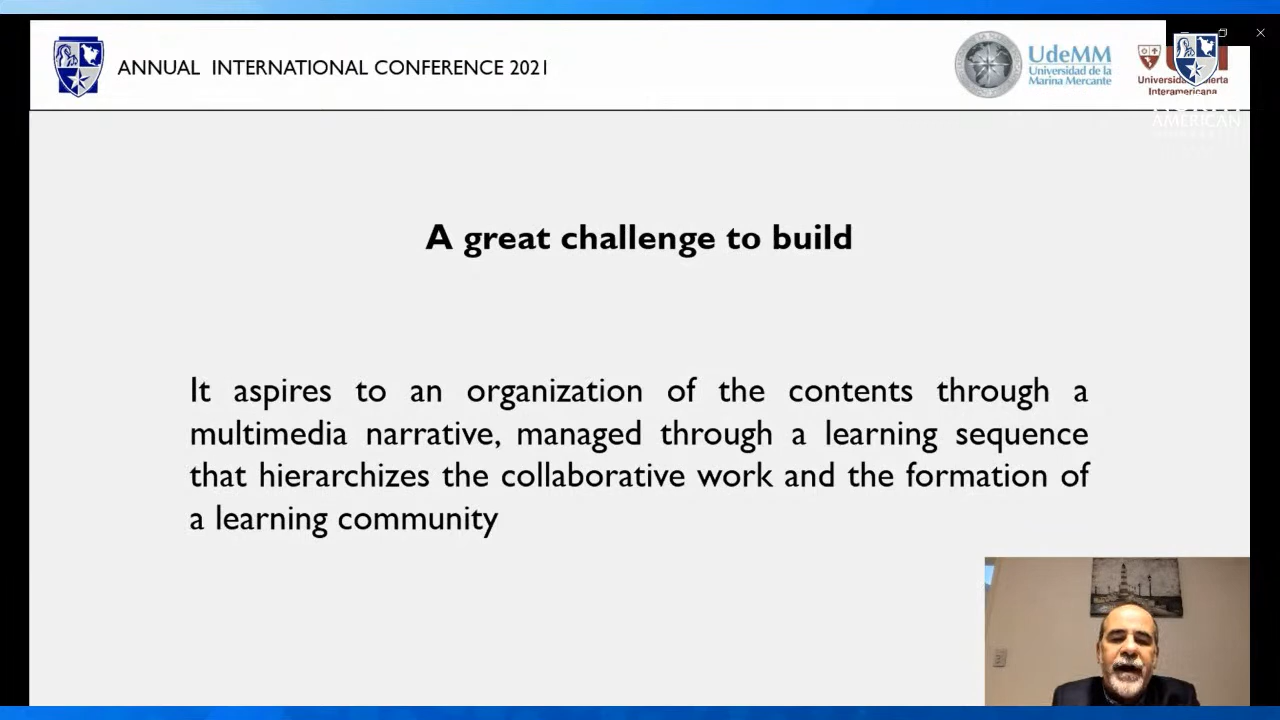 ANNUAL INTERNATIONAL CONFERENCE 2021
UdeMM
Universidad de la
Marina Mercante
Interamericana
AMERICAN
A great challenge to build
It aspires to an organization of the contents through a
multimedia narrative, managed through a learning sequence
that hierarchizes the collaborative work and the formation of
a learning community